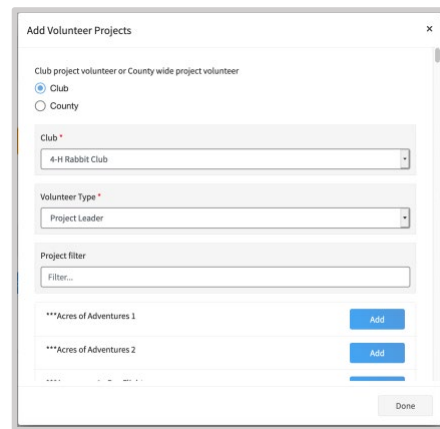 Add Volunteer Projects
×
Club project volunteer or County wide project volunteer
Club
County
Club *
4-H Rabbit Club
Volunteer Type *
Project Leader
Project filter
Filter...
***Acres of Adventures 1
Add
***Acres of Adventures 2
Add
Done